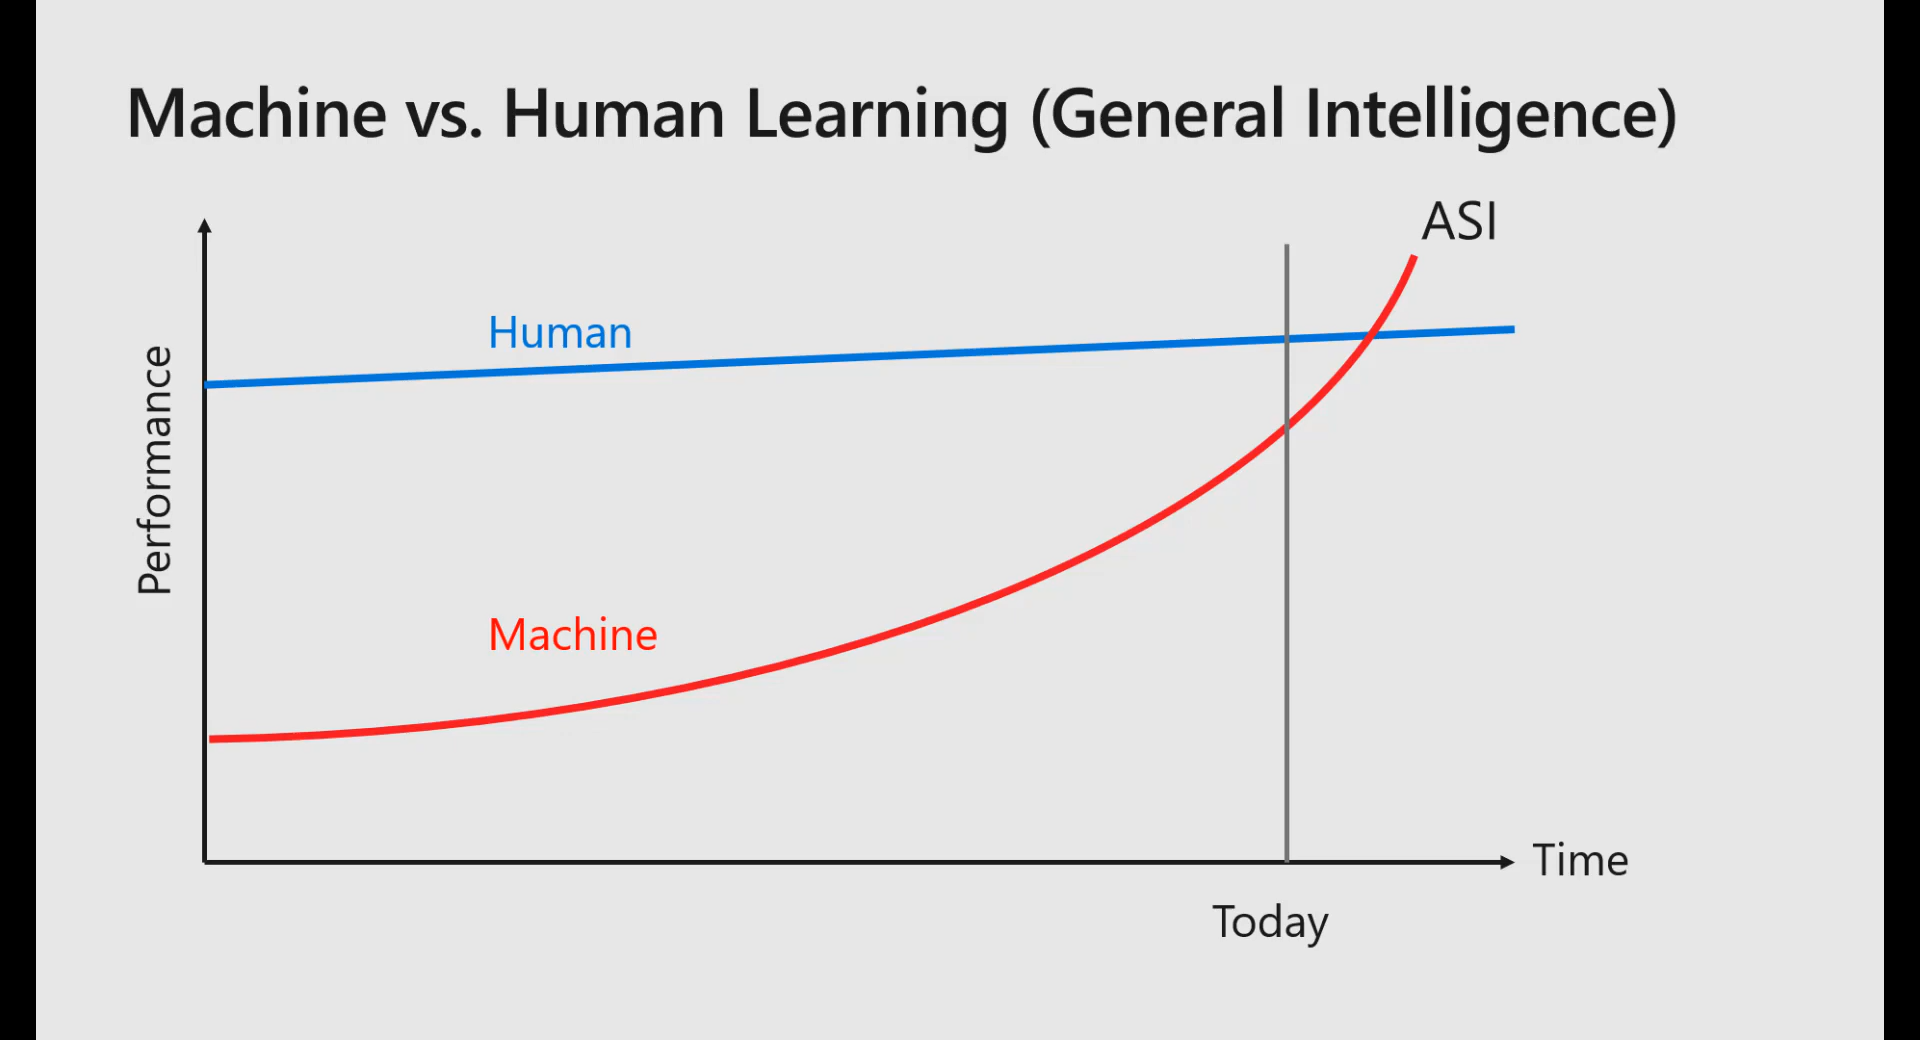 Machine vs. Human Learning (General Intelligence)
ASI
Human
Performance
Machine
Time
Today